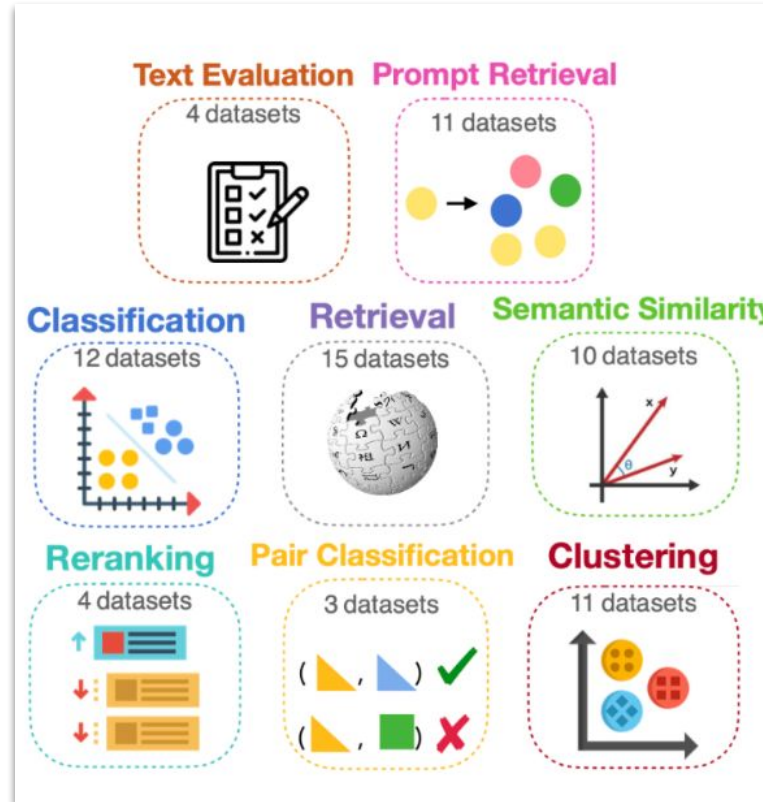 Text Evaluation
4 datasets
Prompt Retrieval
11 datasets
Classification
12 datasets
Retrieval
15 datasets
Semantic Similarity
10 datasets
x
θ
y
Reranking
4 datasets
Pair Classification
3 datasets
( , )
( , )
Clustering
11 datasets